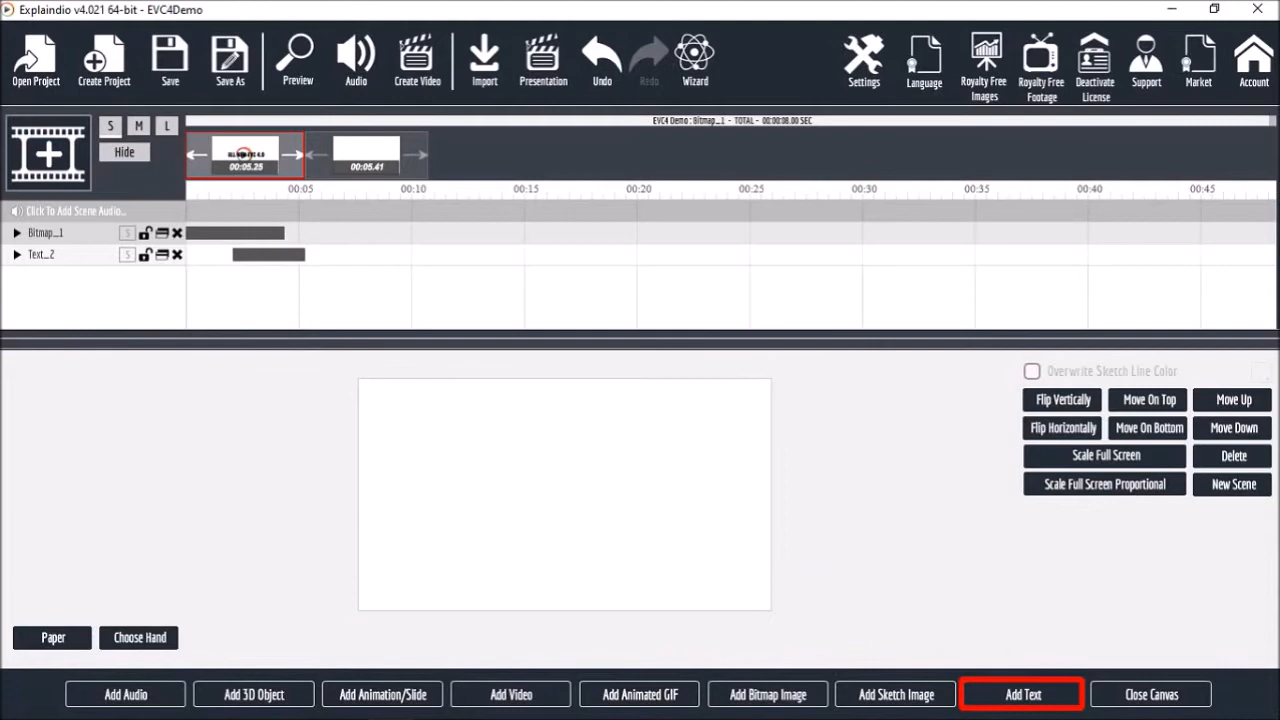 Explaindio v4.021 64-bit - EVC4Demo
Open Project
Create Project
Save
Save As
Preview
Audio
Create Video
Import
Presentation
Undo
Redo
Wizard
Settings
Language
Royalty Free
Images
Royalty Free
Footage
Deactivate
License
Support
Market
Account
S M L
Hide
EVC4 Demo : Bitmap_1 - TOTAL - 00:00:08.00 SEC
00:05.25
00:05.41
00:05 00:10 00:15 00:20 00:25 00:30 00:35 00:40 00:45
Click To Add Scene Audio...
Bitmap_1 S
Text_2 S
Overwrite Sketch Line Color
Flip Vertically Move On Top Move Up
Flip Horizontally Move On Bottom Move Down
Scale Full Screen Delete
Scale Full Screen Proportional New Scene
Paper Choose Hand
Add Audio Add 3D Object Add Animation/Slide Add Video Add Animated GIF Add Bitmap Image Add Sketch Image Add Text Close Canvas